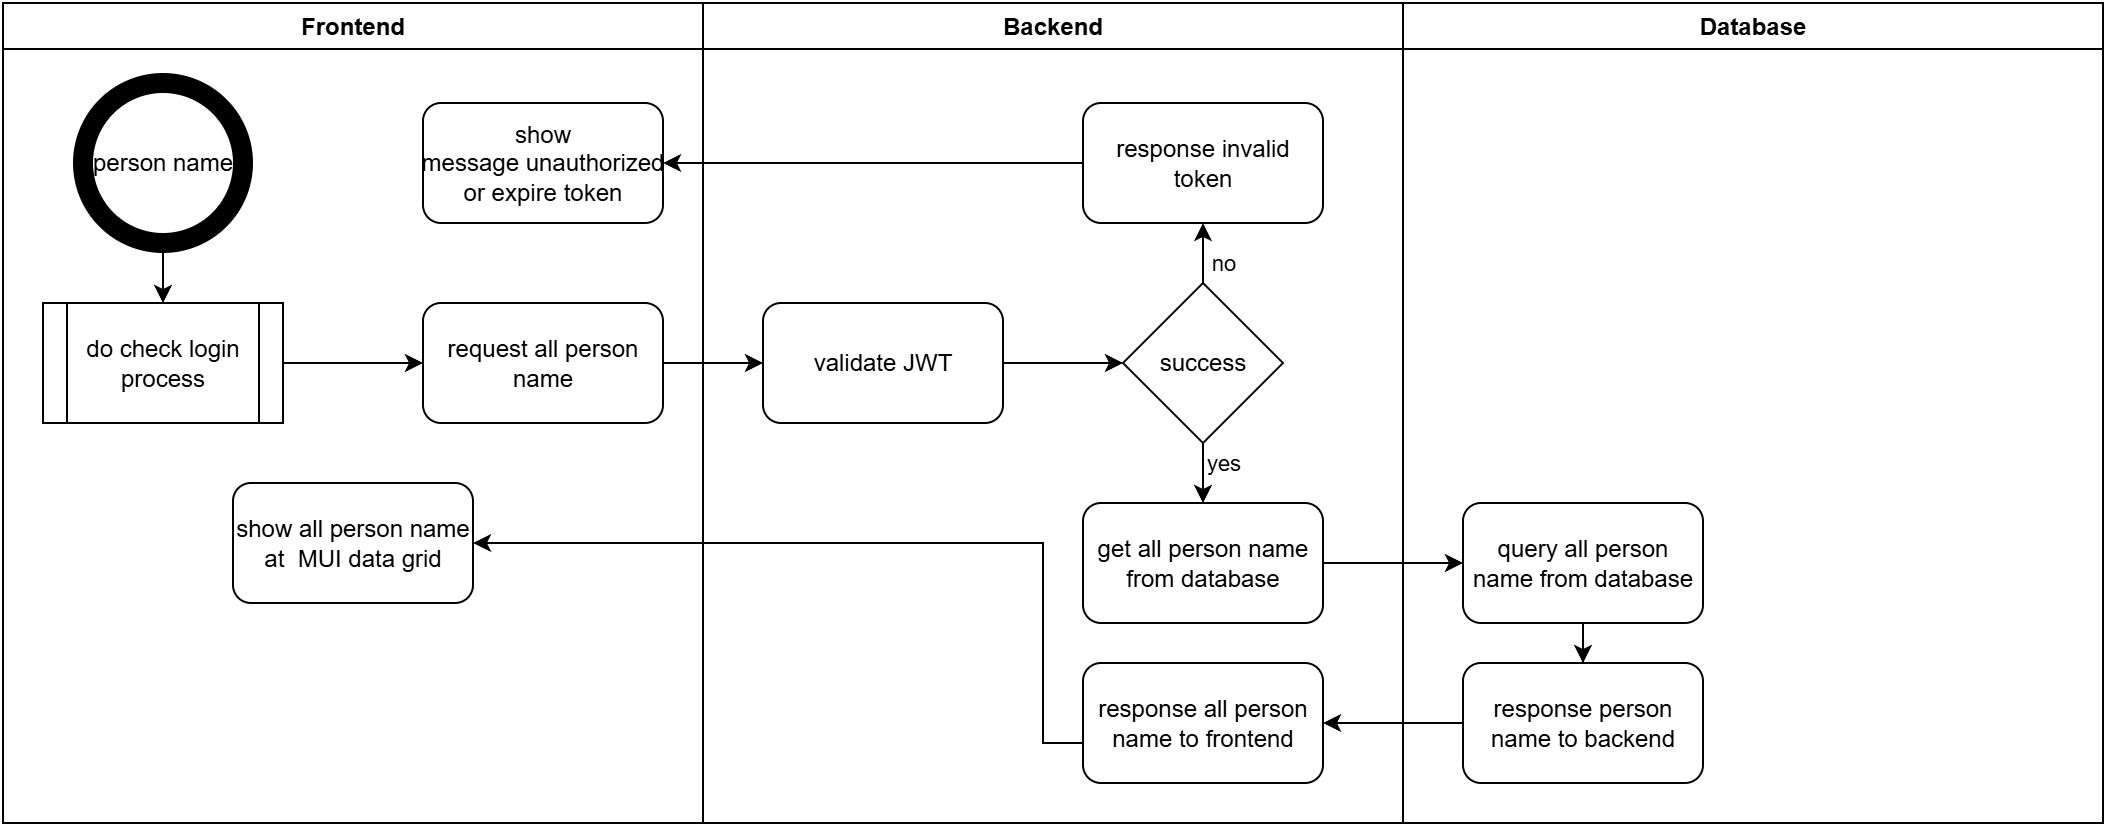 Frontend
Backend
Database
person name
show
message unauthorized
or expire token
response invalid
token
no
do check login
process
request all person
name
validate JWT
success
yes
show all person name
at  MUI data grid
get all person name
from database
query all person
name from database
response all person
name to frontend
response person
name to backend